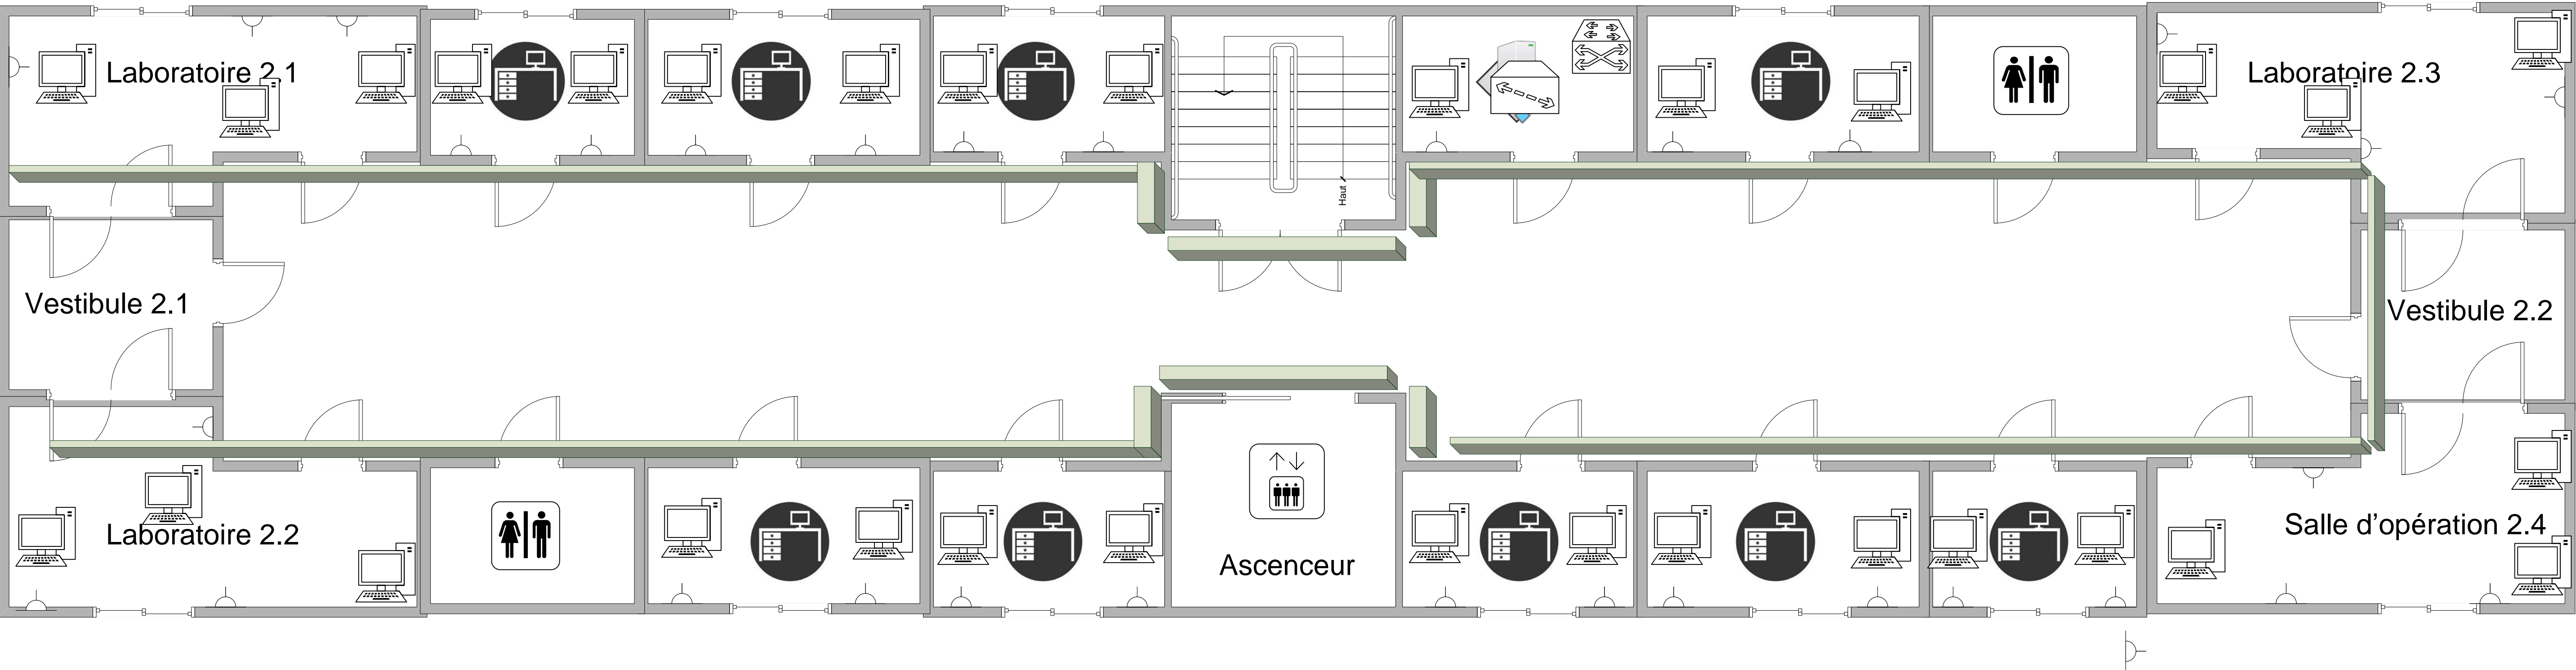 Laboratoire 2.1
Laboratoire 2.3
Haut
Vestibule 2.1
Vestibule 2.2
Laboratoire 2.2
Salle d'opération 2.4
Ascenceur